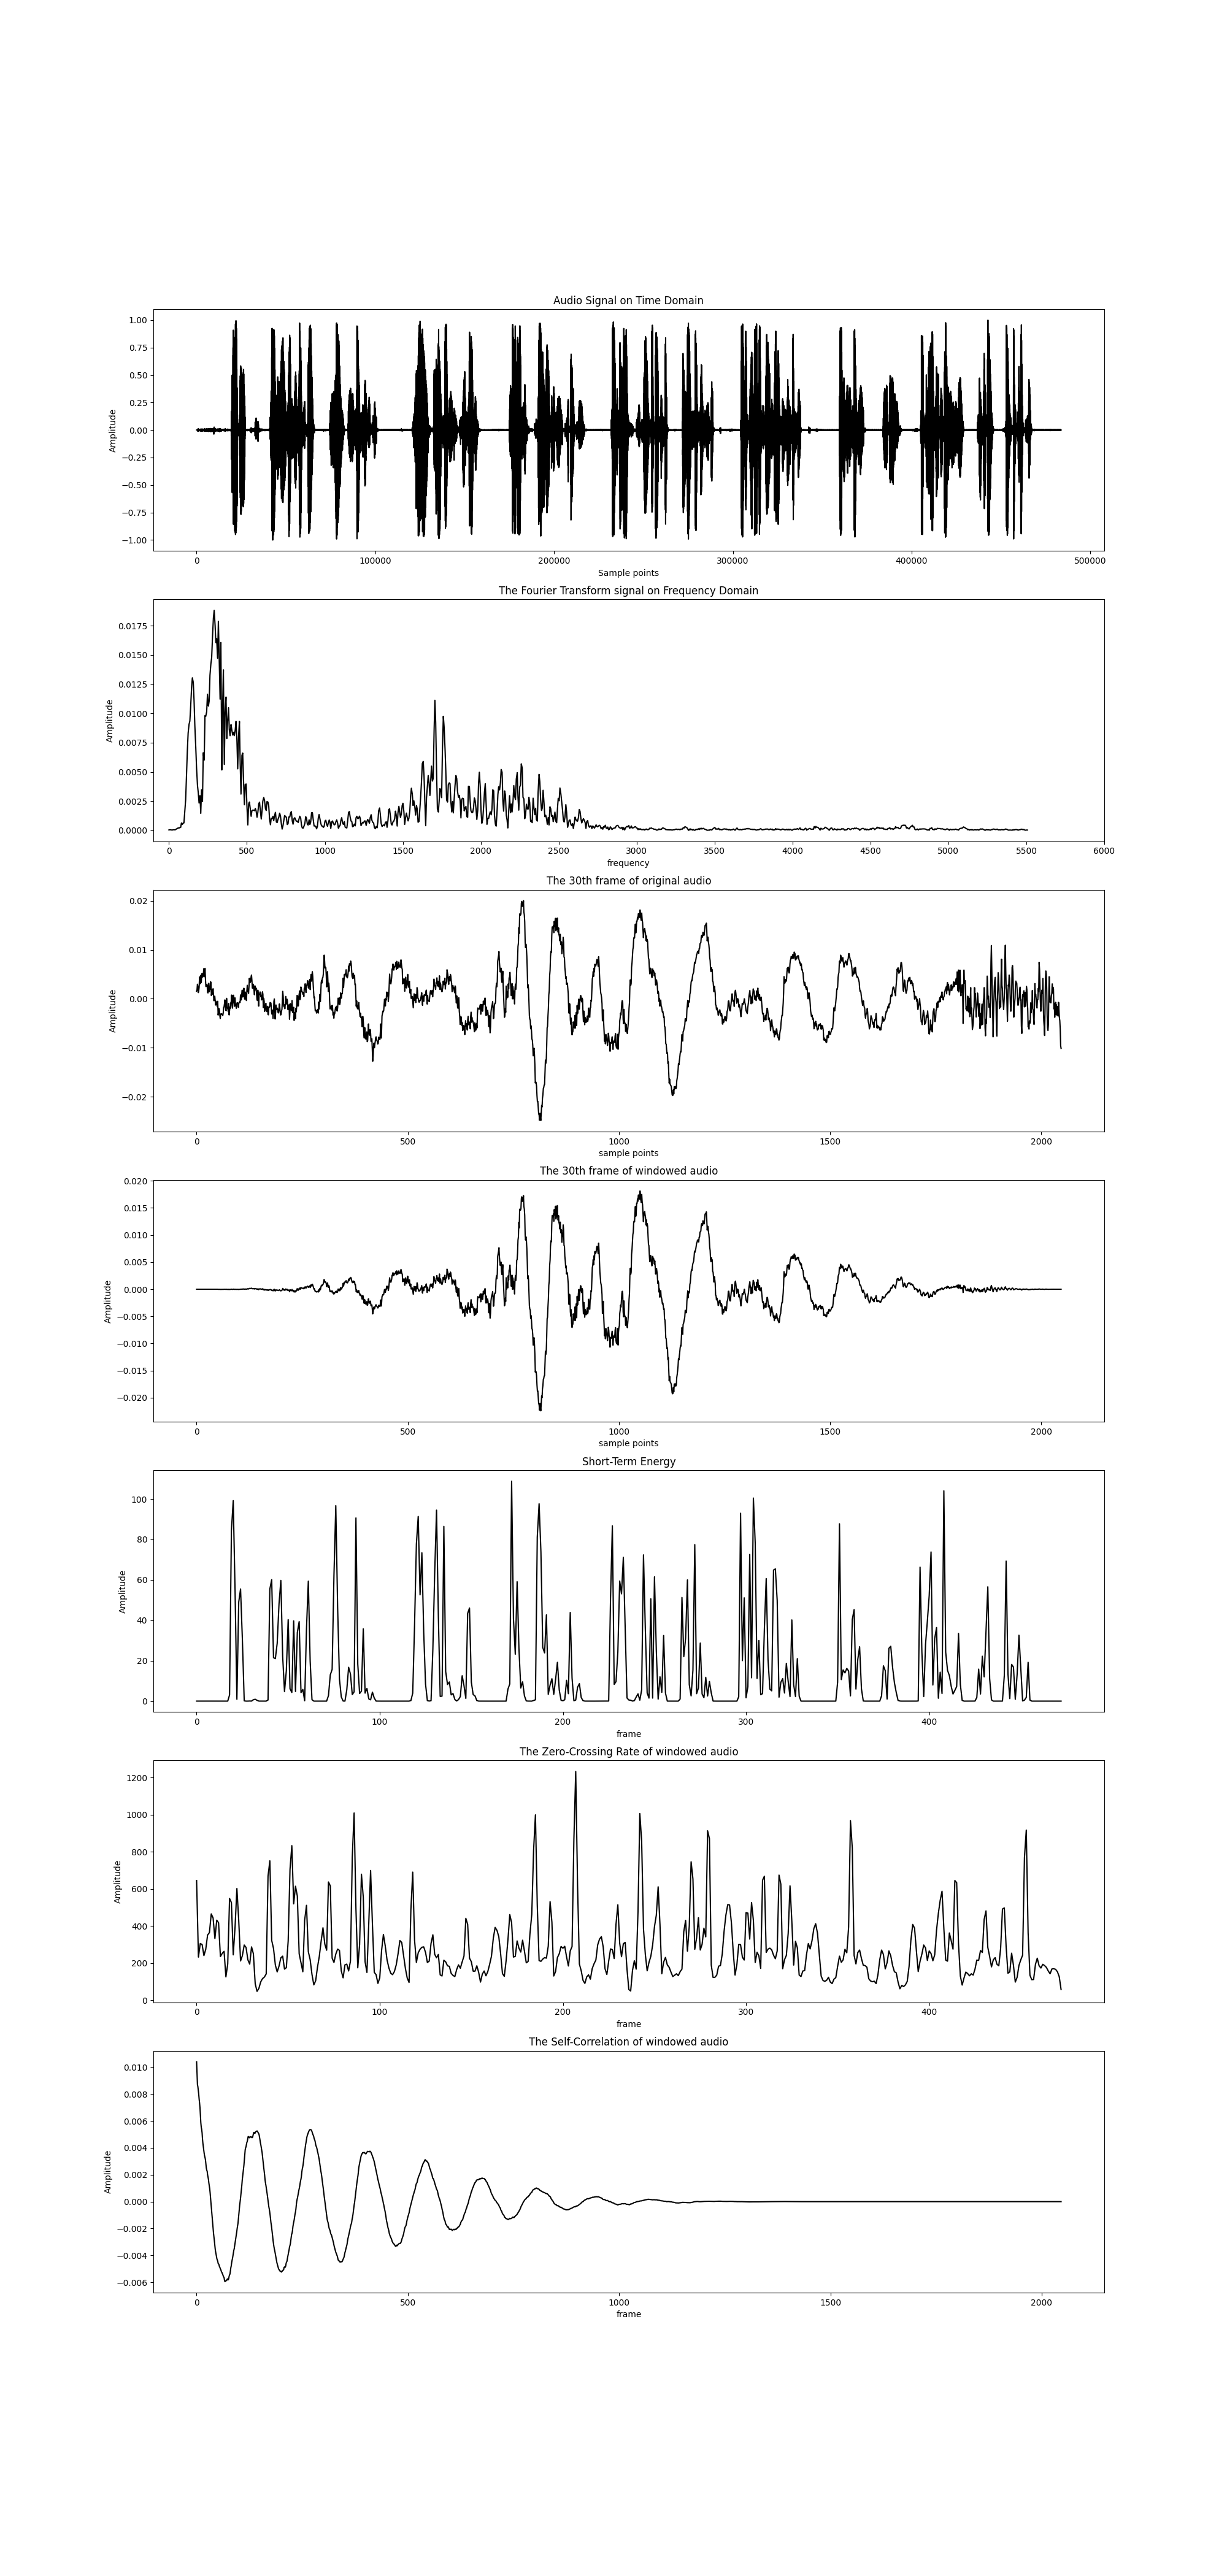 Audio Signal on Time Domain
1.00
0.75
0.50
0.25
0.00
−0.25
−0.50
−0.75
−1.00
Amplitude
0 100000 200000 300000 400000 500000
Sample points
The Fourier Transform signal on Frequency Domain
0.0175
0.0150
0.0125
0.0100
0.0075
0.0050
0.0025
0.0000
Amplitude
0 500 1000 1500 2000 2500 3000 3500 4000 4500 5000 5500 6000
frequency
The 30th frame of original audio
0.02
0.01
0.00
−0.01
−0.02
Amplitude
0 500 1000 1500 2000
sample points
The 30th frame of windowed audio
0.020
0.015
0.010
0.005
0.000
−0.005
−0.010
−0.015
−0.020
Amplitude
0 500 1000 1500 2000
sample points
Short-Term Energy
100
80
60
40
20
0
Amplitude
0 100 200 300 400
frame
The Zero-Crossing Rate of windowed audio
1200
1000
800
600
400
200
0
Amplitude
0 100 200 300 400
frame
The Self-Correlation of windowed audio
0.010
0.008
0.006
0.004
0.002
0.000
−0.002
−0.004
−0.006
Amplitude
0 500 1000 1500 2000
frame